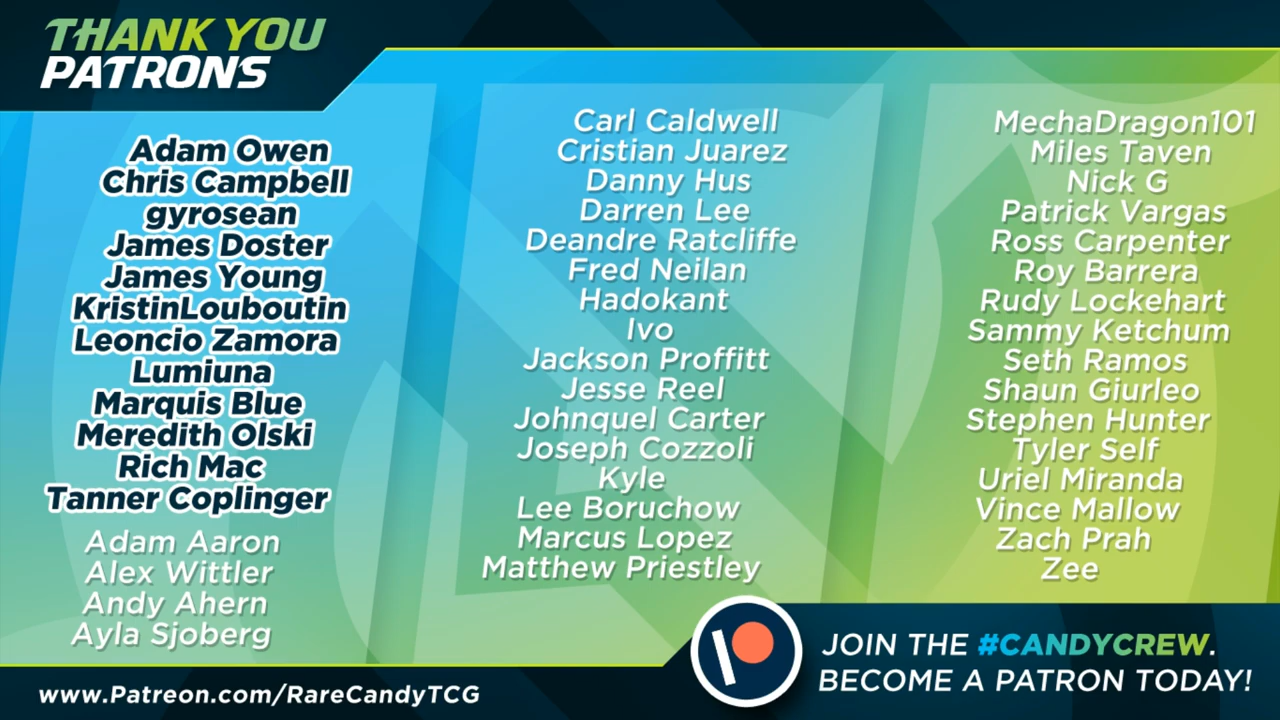 THANK YOU
PATRONS
Adam Owen
Chris Campbell
gyrosean
James Doster
James Young
KristinLouboutin
Leoncio Zamora
Lumiuna
Marquis Blue
Meredith Olski
Rich Mac
Tanner Coplinger
Adam Aaron
Alex Wittler
Andy Ahern
Ayla Sjoberg
Carl Caldwell
Cristian Juarez
Danny Hus
Darren Lee
Deandre Ratcliffe
Fred Neilan
Hadokant
Ivo
Jackson Proffitt
Jesse Reel
Johnquel Carter
Joseph Cozzoli
Kyle
Lee Boruchow
Marcus Lopez
Matthew Priestley
MechaDragon101
Miles Taven
Nick G
Patrick Vargas
Ross Carpenter
Roy Barrera
Rudy Lockehart
Sammy Ketchum
Seth Ramos
Shaun Giurleo
Stephen Hunter
Tyler Self
Uriel Miranda
Vince Mallow
Zach Prah
Zee
www.Patreon.com/RareCandyTCG
JOIN THE #CANDYCREW.
BECOME A PATRON TODAY!